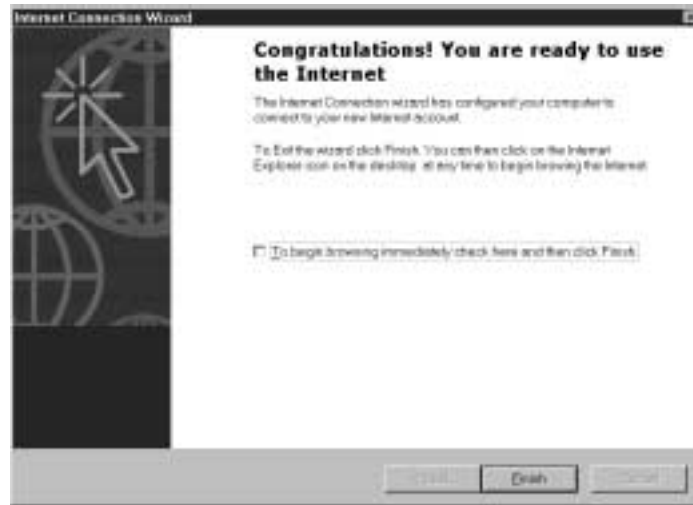 Internet Connection Wizard
Congratulations! You are ready to use
the Internet
The Internet Connection wizard has configured your computer to
connect to your new Internet account.
To Exit the wizard click Finish. You can then click on the Internet
Explorer icon on the desktop at any time to begin browsing the Internet
To begin browsing immediately check here and then click Finish.
Finish